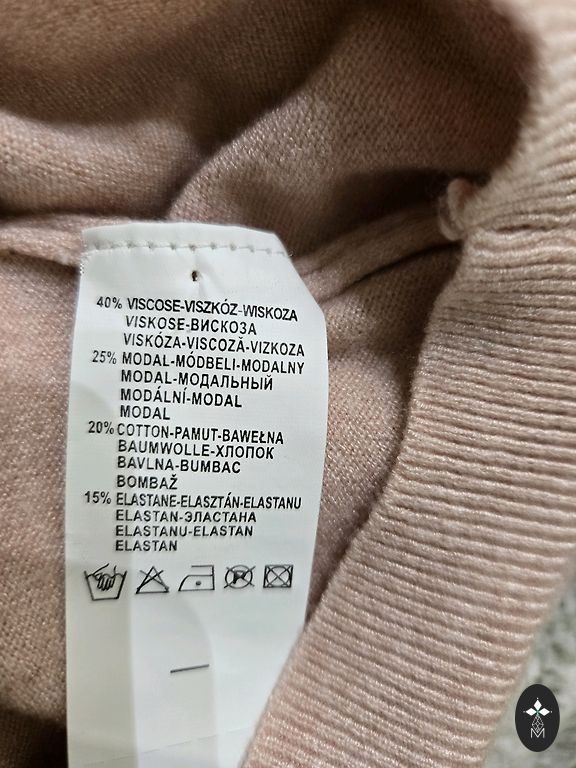 40% VISCOSE-VISZKÓZ-WISKOZA
VISKOSE-ВИСКОЗА
VISKÓZA-VISCOZĂ-VIZKOZA
25% MODAL-MÓDBELI-MODALNY
MODAL-МОДАЛЬНЫЙ
MODÁLNÍ-MODAL
MODAL
20% COTTON-PAMUT-BAWEŁNA
BAUMWOLLE-ХЛОПОК
BAVLNA-BUMBAC
BOMBAŽ
15% ELASTANE-ELASZTÁN-ELASTANU
ELASTAN-ЭЛАСТАНА
ELASTANU-ELASTAN
ELASTAN
P
M